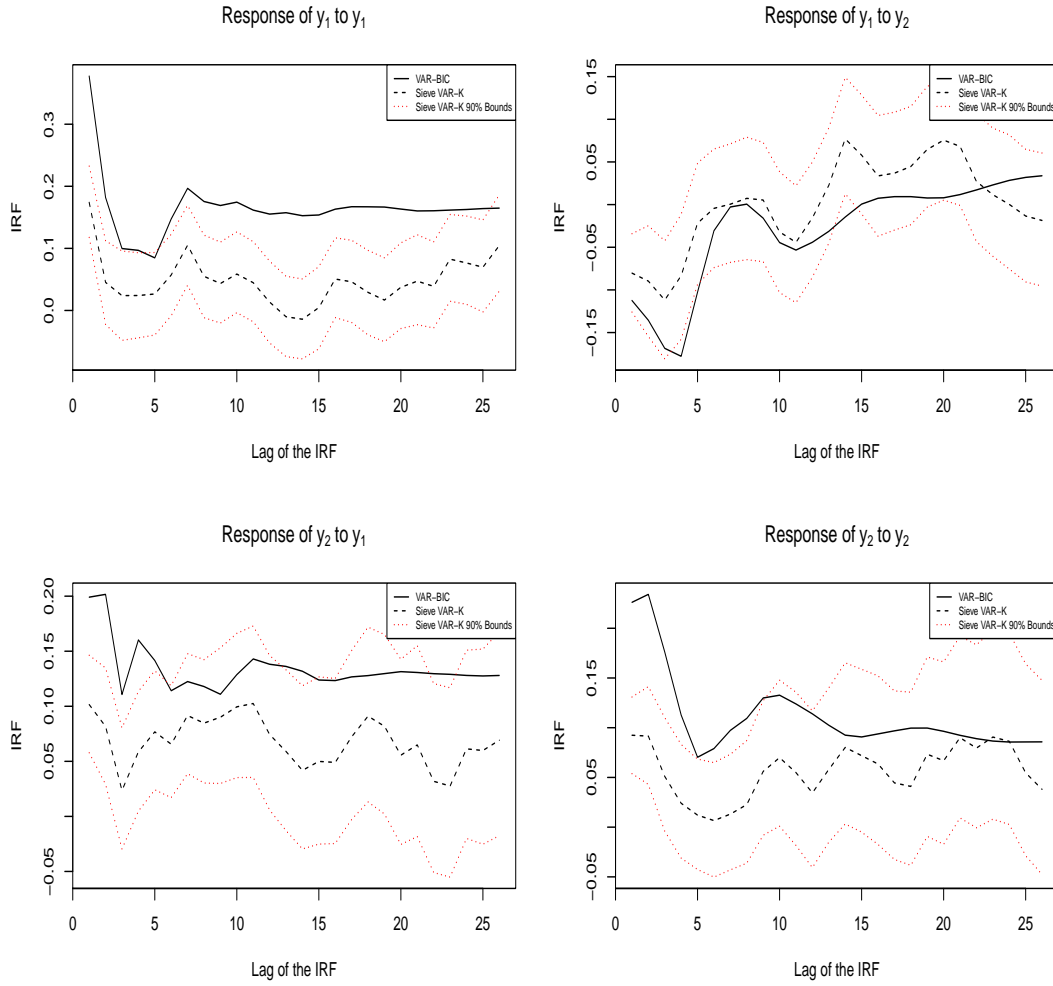 Response of y1 to y1
IRF
0.0 0.1 0.2 0.3
0 5 10 15 20 25
Lag of the IRF
VAR−BIC
Sieve VAR−K
Sieve VAR−K 90% Bounds
Response of y1 to y2
IRF
−0.15 −0.05 0.05 0.15
0 5 10 15 20 25
Lag of the IRF
VAR−BIC
Sieve VAR−K
Sieve VAR−K 90% Bounds
Response of y2 to y1
IRF
−0.05 0.05 0.10 0.15 0.20
0 5 10 15 20 25
Lag of the IRF
VAR−BIC
Sieve VAR−K
Sieve VAR−K 90% Bounds
Response of y2 to y2
IRF
−0.05 0.05 0.15
0 5 10 15 20 25
Lag of the IRF
VAR−BIC
Sieve VAR−K
Sieve VAR−K 90% Bounds